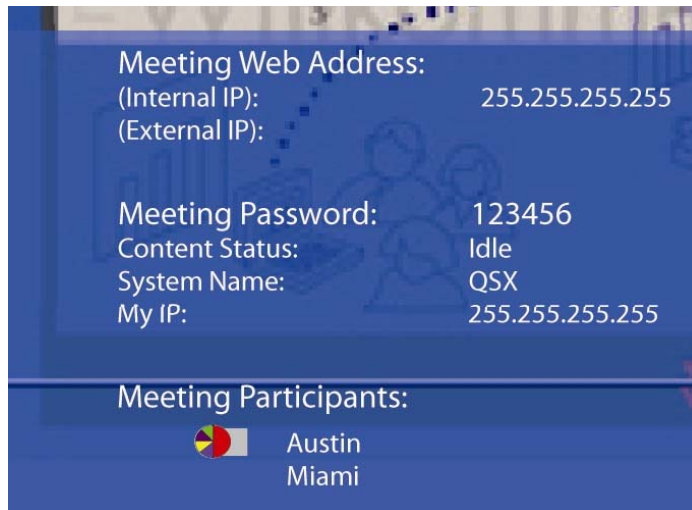 Meeting Web Address:
(Internal IP): 255.255.255.255
(External IP):
Meeting Password: 123456
Content Status: Idle
System Name: QSX
My IP: 255.255.255.255
Meeting Participants:
Austin
Miami